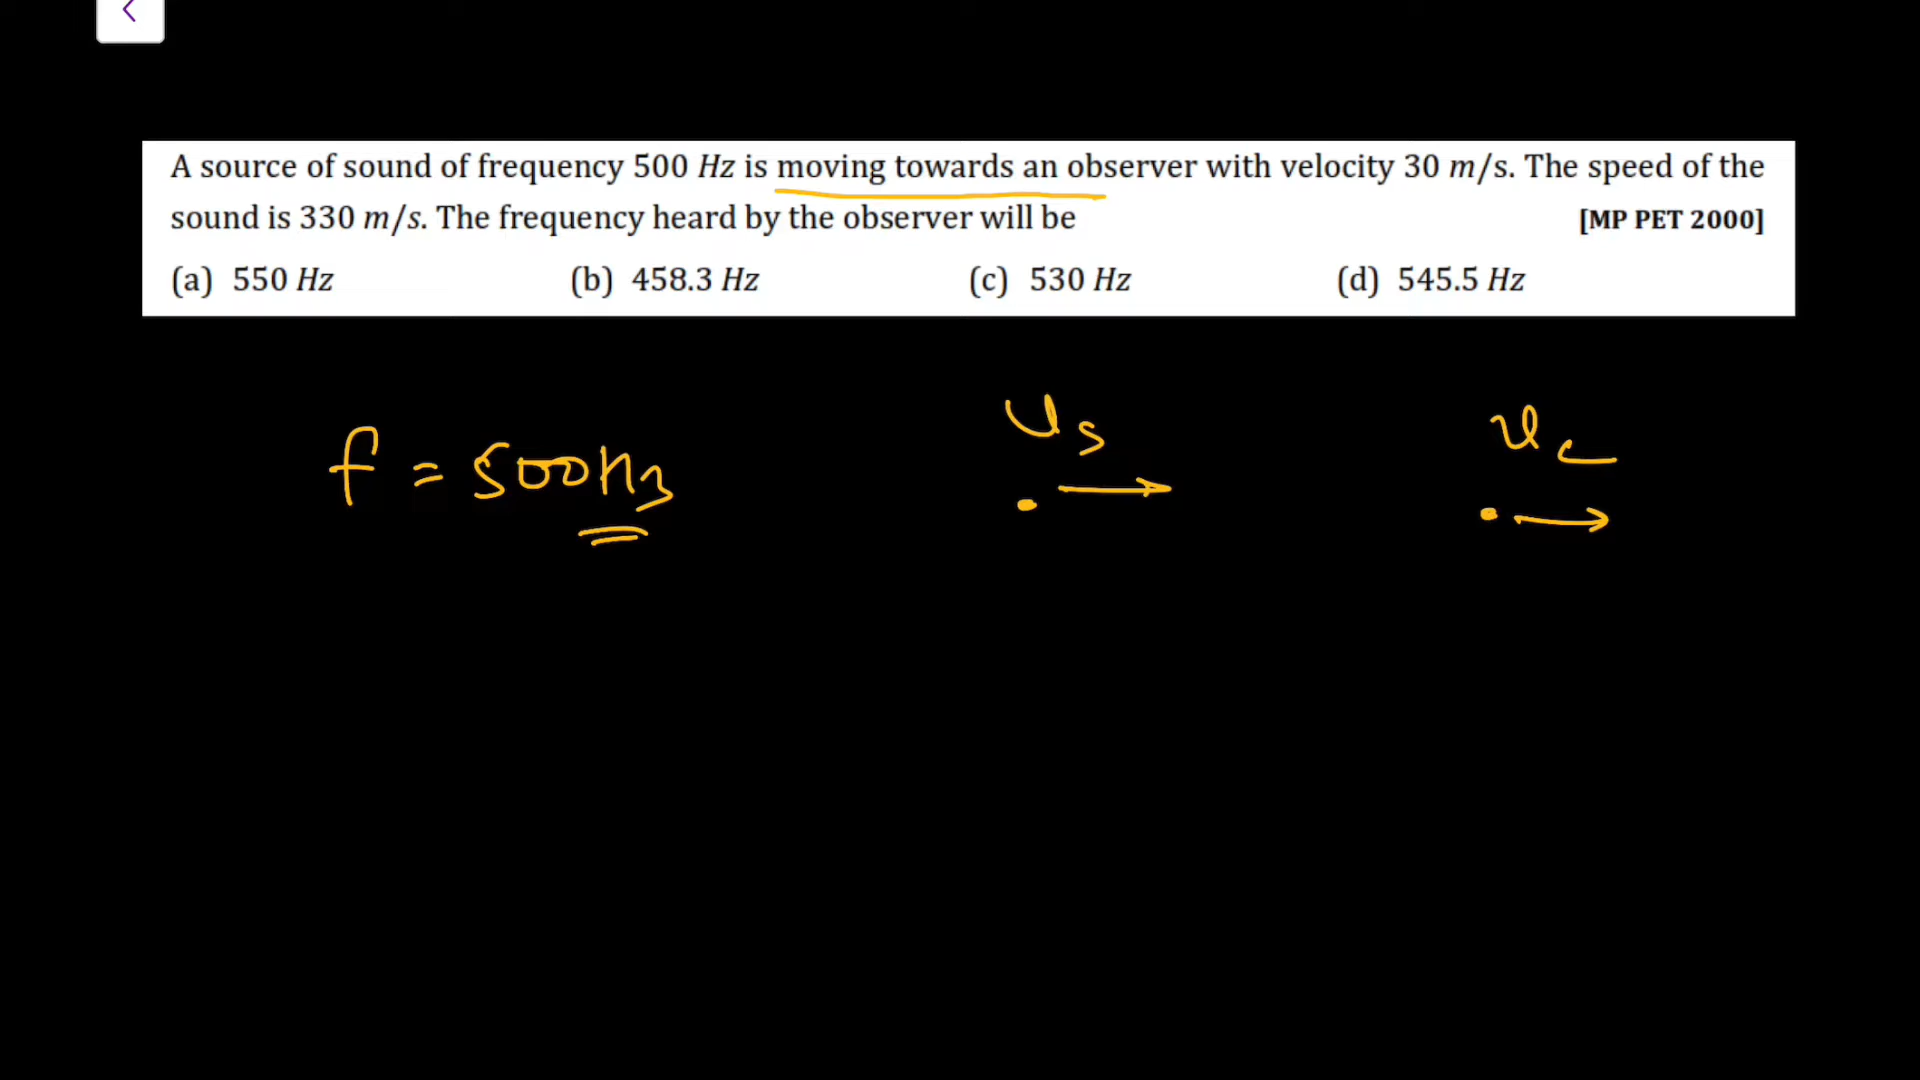 A source of sound of frequency 500 Hz is moving towards an observer with velocity 30 m/s. The speed of the
sound is 330 m/s. The frequency heard by the observer will be [MP PET 2000]
(a) 550 Hz (b) 458.3 Hz (c) 530 Hz (d) 545.5 Hz
f = 500Hz